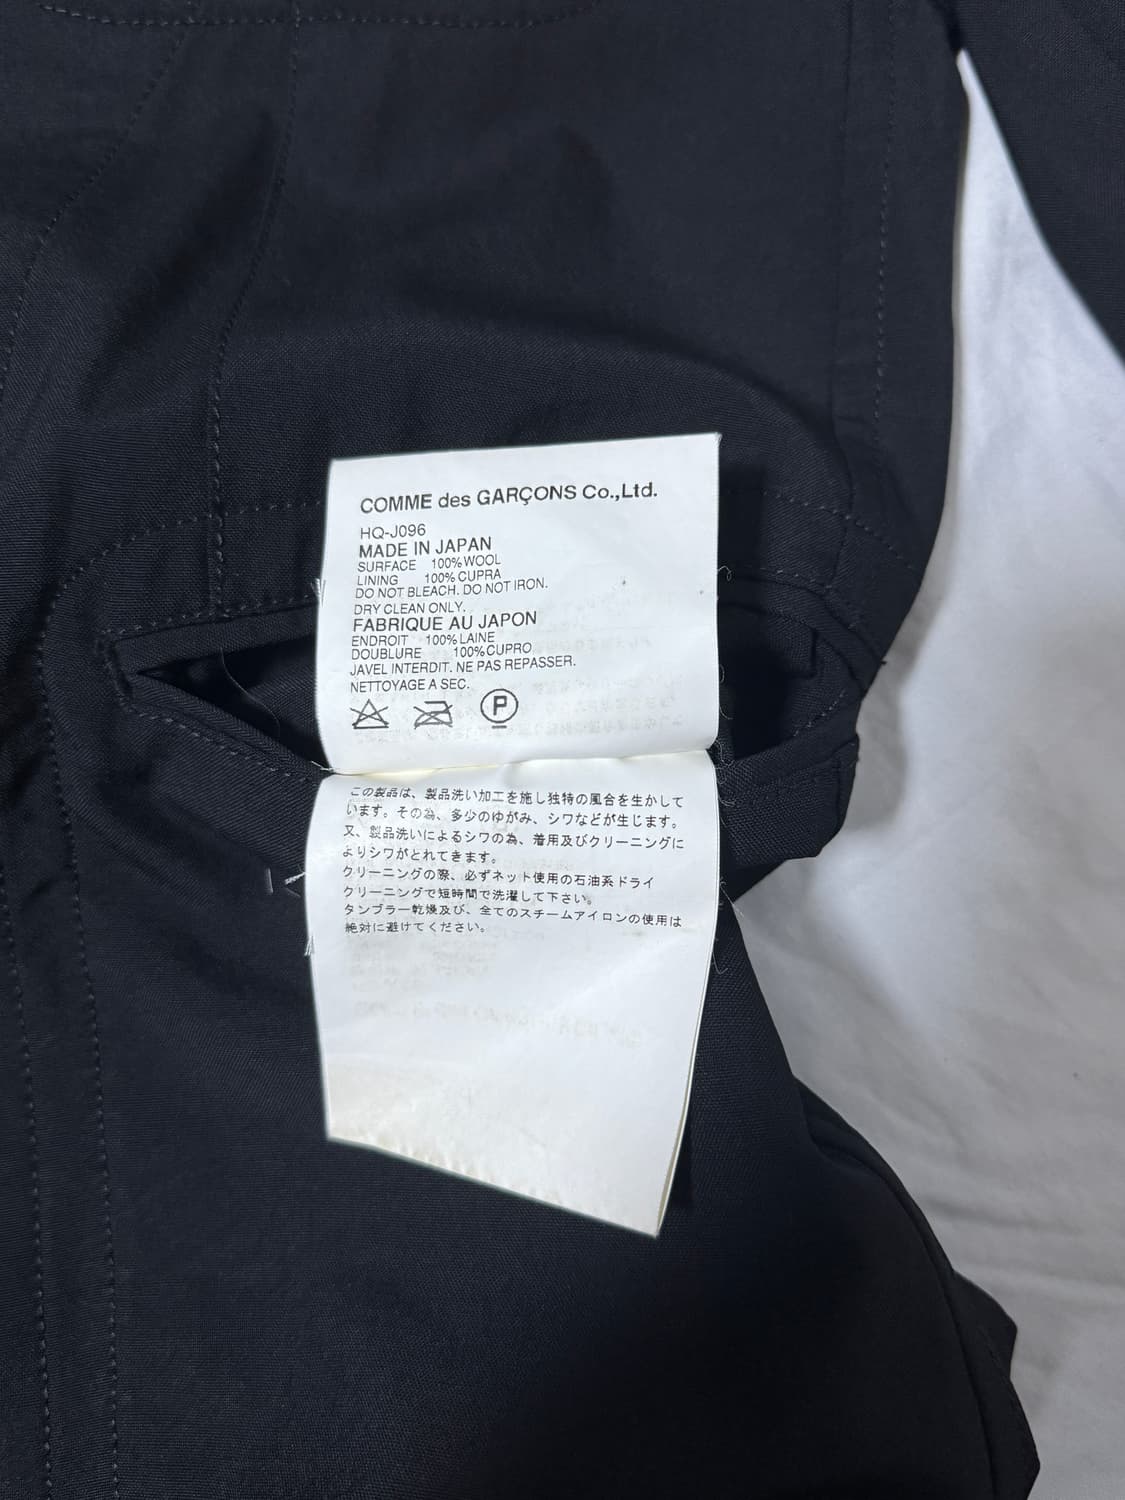 COMME des GARÇONS Co.,Ltd.
HQ-J096
MADE IN JAPAN
SURFACE 100%WOOL
LINING 100%CUPRA
DO NOT BLEACH. DO NOT IRON.
DRY CLEAN ONLY.
FABRIQUE AU JAPON
ENDROIT 100%LAINE
DOUBLURE 100%CUPRO
JAVEL INTERDIT. NE PAS REPASSER.
NETTOYAGE A SEC.
P
この製品は、製品洗い加工を施し独特の風合を生かして
います。その為、多少のゆがみ、シワなどが生じます。
又、製品洗いによるシワの為、着用及びクリーニングに
よりシワがとれてきます。
クリーニングの際、必ずネット使用の石油系ドライ
クリーニングで短時間で洗濯して下さい。
タンブラー乾燥及び、全てのスチームアイロンの使用は
絶対に避けてください。